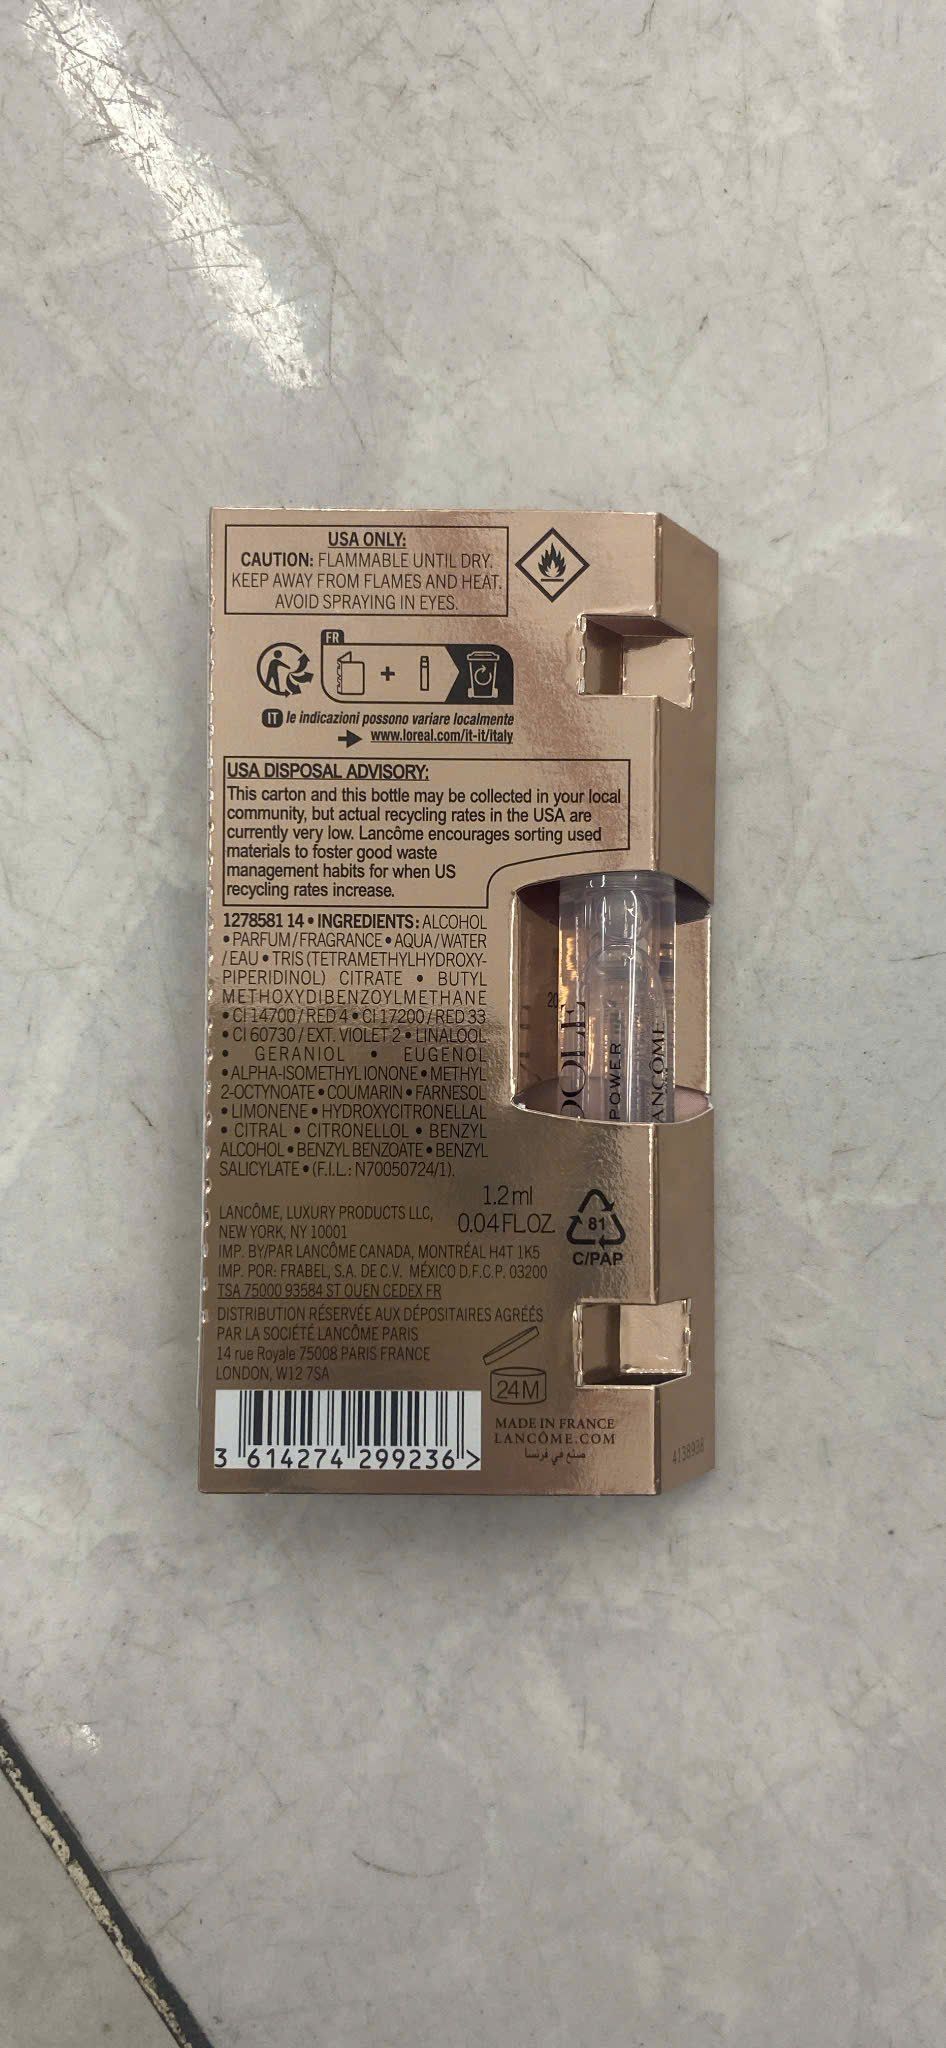 USA ONLY:
CAUTION: FLAMMABLE UNTIL DRY.
KEEP AWAY FROM FLAMES AND HEAT.
AVOID SPRAYING IN EYES.
FR
+
IT le indicazioni possono variare localmente
www.loreal.com/it-it/italy
USA DISPOSAL ADVISORY:
This carton and this bottle may be collected in your local
community, but actual recycling rates in the USA are
currently very low. Lancôme encourages sorting used
materials to foster good waste
management habits for when US
recycling rates increase.
1278581 14 • INGREDIENTS: ALCOHOL
• PARFUM / FRAGRANCE • AQUA / WATER
/ EAU • TRIS (TETRAMETHYLHYDROXY-
PIPERIDINOL) CITRATE • BUTYL
METHOXYDIBENZOYLMETHANE
• CI 14700 / RED 4 • CI 17200 / RED 33
• CI 60730 / EXT. VIOLET 2 • LINALOOL
• GERANIOL • EUGENOL
• ALPHA-ISOMETHYL IONONE • METHYL
2-OCTYNOATE • COUMARIN • FARNESOL
• LIMONENE • HYDROXYCITRONELLAL
• CITRAL • CITRONELLOL • BENZYL
ALCOHOL • BENZYL BENZOATE • BENZYL
SALICYLATE • (F.I.L.: N70050724/1).
POWER
LANCÔME
1.2 ml
0.04 FL.OZ.
81
C/PAP
LANCÔME, LUXURY PRODUCTS LLC,
NEW YORK, NY 10001
IMP. BY/PAR LANCÔME CANADA, MONTRÉAL H4T 1K5
IMP. POR: FRABEL, S.A. DE C.V. MÉXICO D.F.C.P. 03200
TSA 75000 93584 ST OUEN CEDEX FR
DISTRIBUTION RÉSERVÉE AUX DÉPOSITAIRES AGRÉÉS
PAR LA SOCIÉTÉ LANCÔME PARIS
14 rue Royale 75008 PARIS FRANCE
LONDON, W12 7SA
24M
MADE IN FRANCE
LANCÔME.COM
صنع في فرنسا
3 614274 299236 >